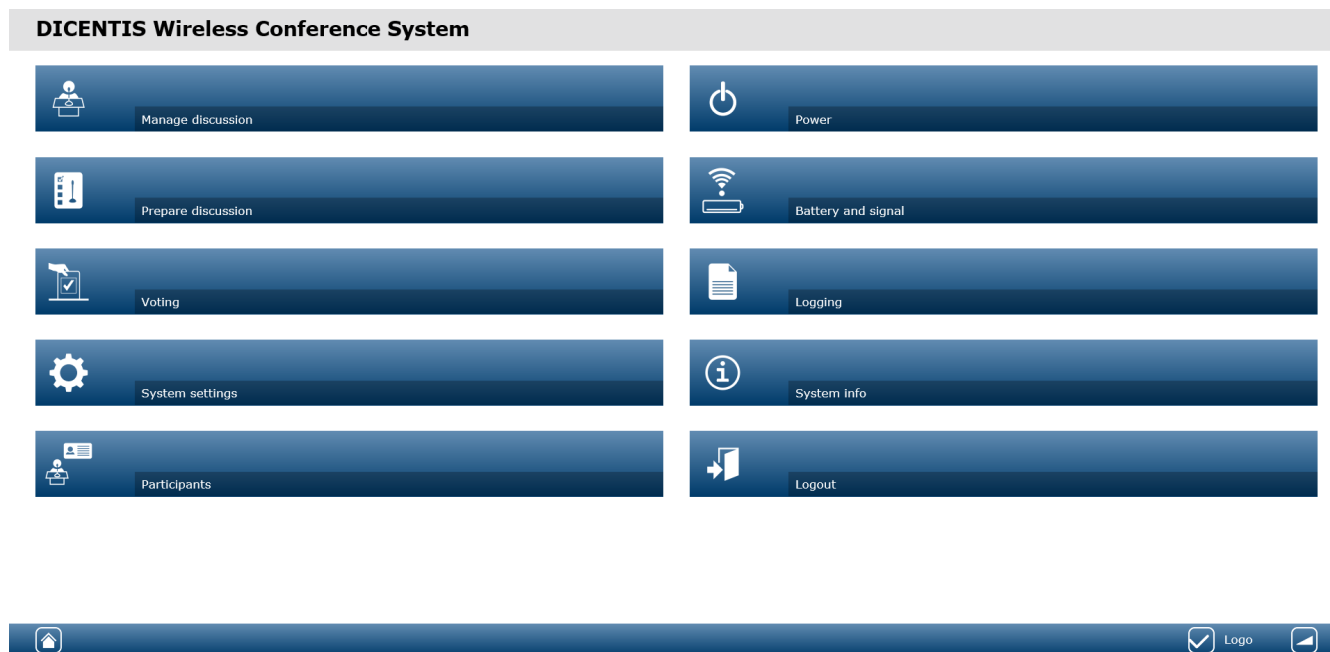 DICENTIS Wireless Conference System
Manage discussion
Power
Prepare discussion
Battery and signal
Voting
Logging
System settings
System info
Participants
Logout
Logo